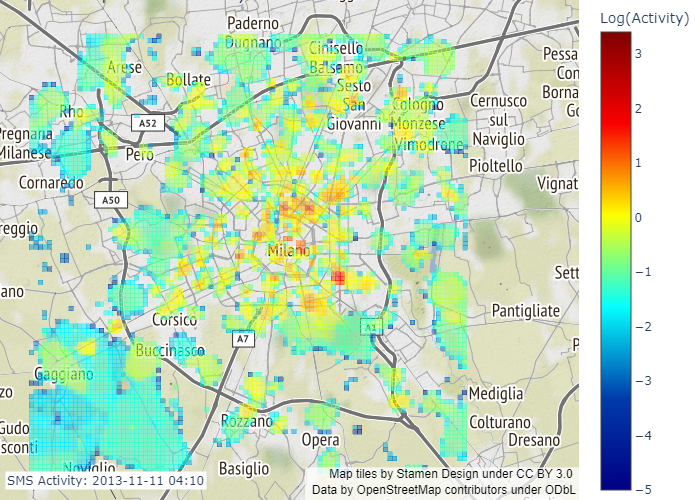 Log(Activity)
Paderno
Dugnano
Cinisello
Balsamo
Arese
Bollate
Sesto
San
Giovanni
Cologno
Monzese
Cernusco
sul
Naviglio
Pessa
Con
Borna
Rho
A52
Vimodrone
Pregnana
Milanese
Pero
Pioltello
Cornaredo
Vignat
A50
reggio
Milano
Sett
ano
Pantigliate
Corsico
A1
A7
Buccinasco
Gaggiano
Mediglia
zo
Rozzano
Colturano
Dresano
Opera
Gudo
sconti
Noviglio
Basiglio
SMS Activity: 2013-11-11 04:10
Map tiles by Stamen Design under CC BY 3.0
Data by OpenStreetMap contributors under ODbL
3
2
1
0
−1
−2
−3
−4
−5